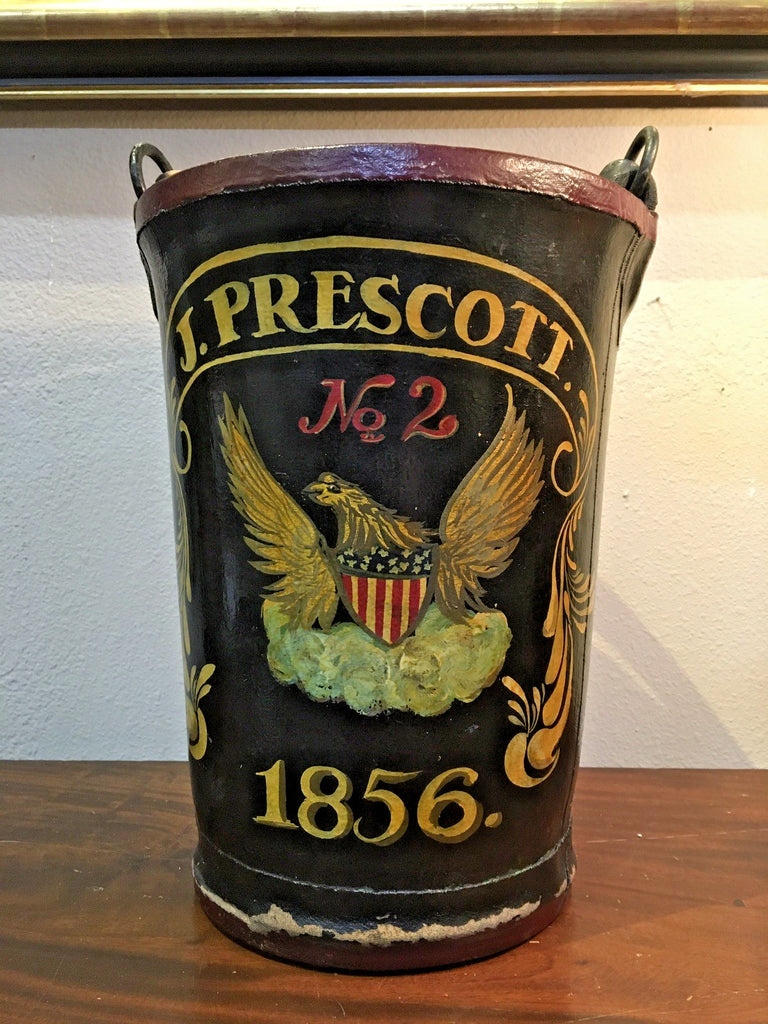 J. PRESCOTT.
No 2
1856.